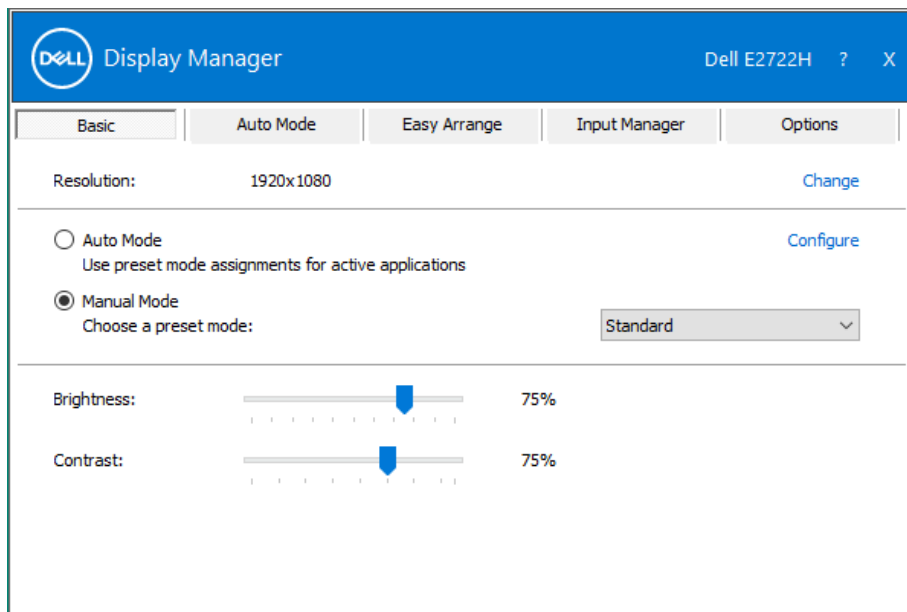 DELL Display Manager Dell E2722H ? X
Basic Auto Mode Easy Arrange Input Manager Options
Resolution: 1920x1080 Change
Auto Mode Configure
Use preset mode assignments for active applications
Manual Mode
Choose a preset mode: Standard
Brightness: 75%
Contrast: 75%